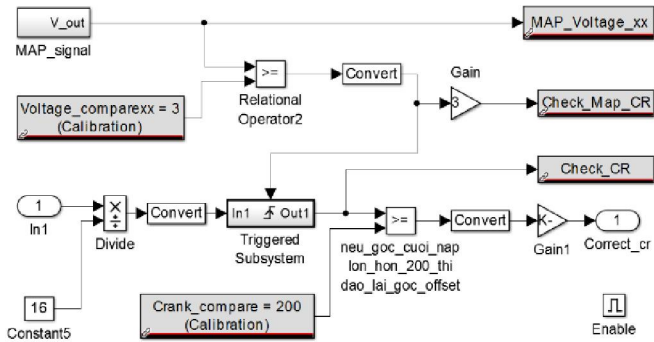 V_out
MAP_signal
MAP_Voltage_xx
>=
Relational
Operator2
Convert
Gain
3
Check_Map_CR
Voltage_comparexx = 3
(Calibration)
Check_CR
1
In1
×
÷
Divide
Convert
In1
Out1
Triggered
Subsystem
>=
neu_goc_cuoi_nap
lon_hon_200_thi
dao_lai_goc_offset
Convert
K-
Gain1
1
Correct_cr
16
Constant5
Crank_compare = 200
(Calibration)
Enable